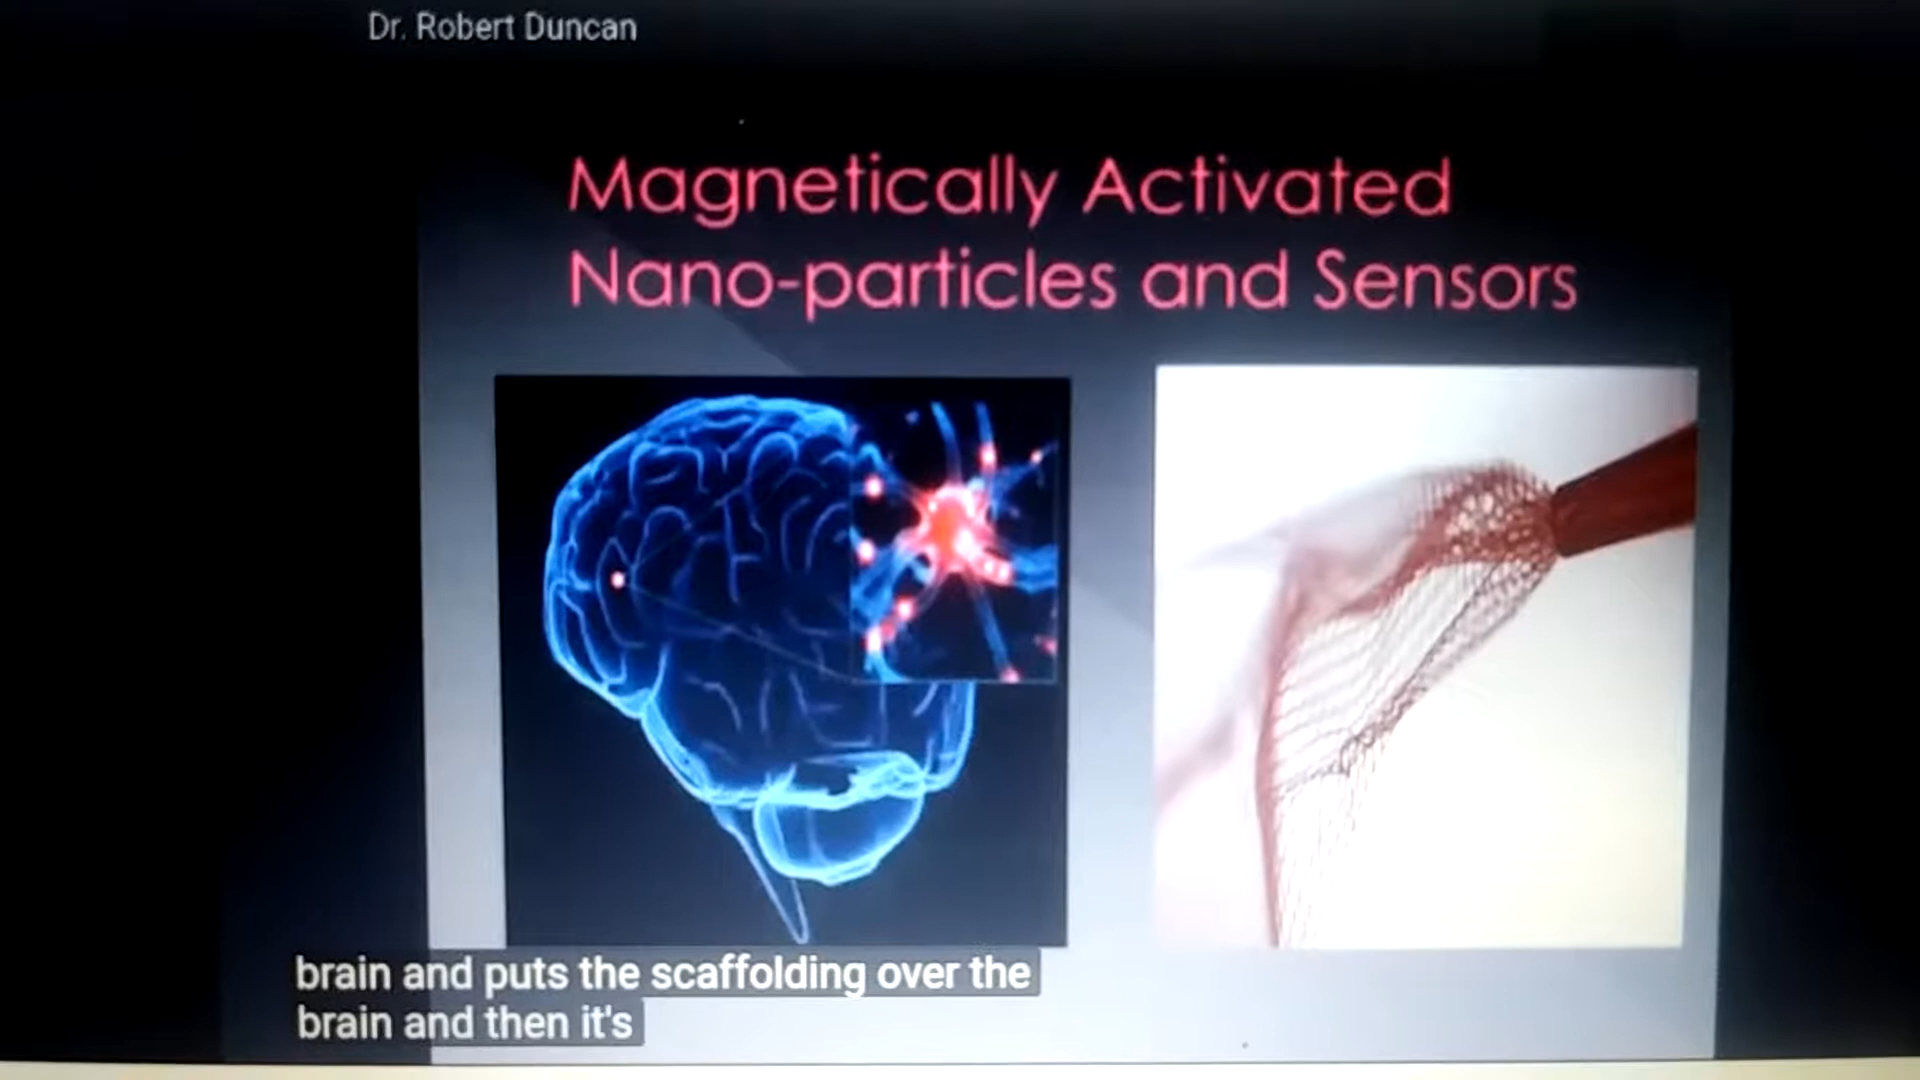 Dr. Robert Duncan
Magnetically Activated
Nano-particles and Sensors
brain and puts the scaffolding over the
brain and then it's